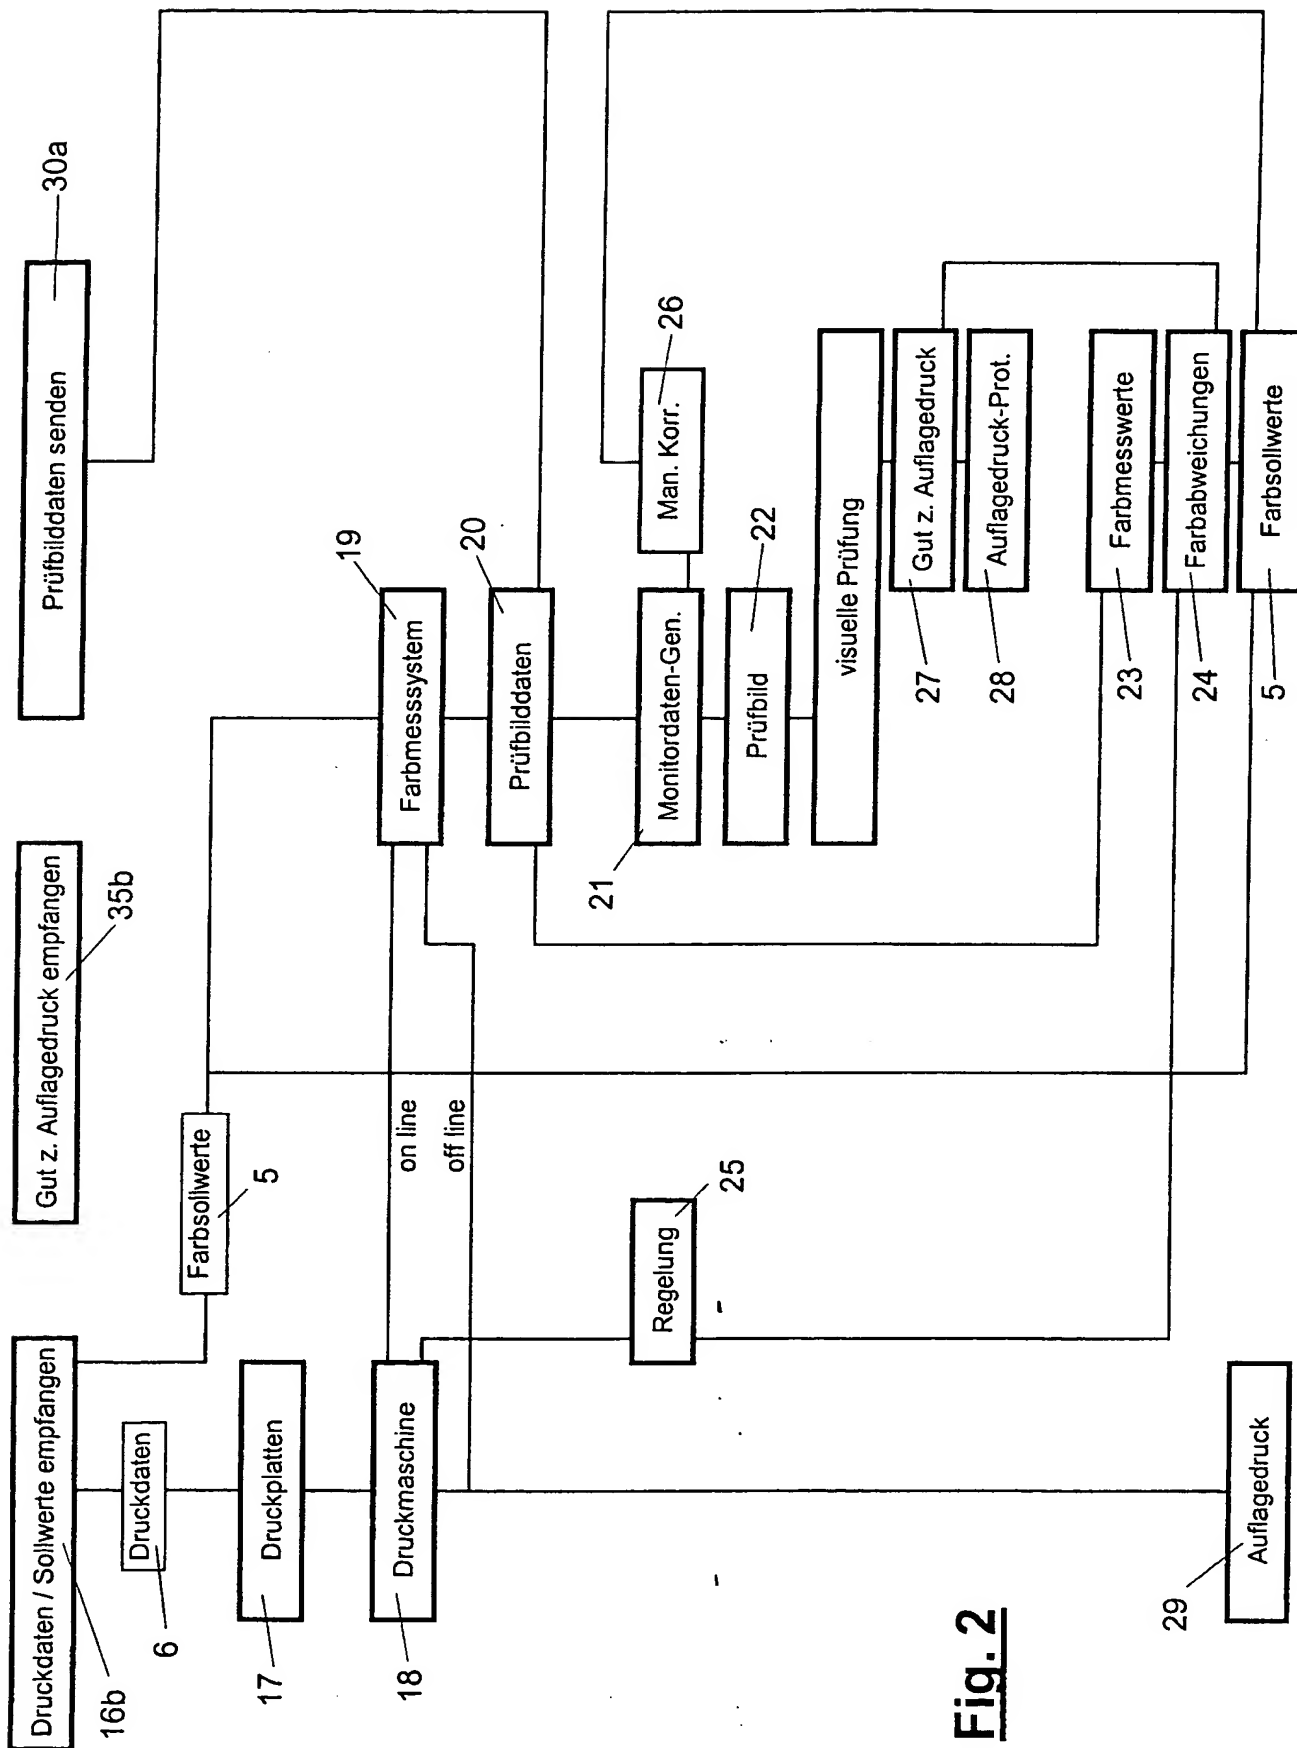 Druckdaten / Sollwerte empfangen
16b
Gut z. Auflagedruck empfangen
35b
Prüfbilddaten senden
30a
Druckdaten
6
Farbsollwerte
5
Druckplatten
17
Druckmaschine
18
on line
off line
Farbmesssystem
19
Prüfbilddaten
20
Regelung
25
Monitordaten-Gen.
21
Man. Korr.
26
Prüfbild
22
visuelle Prüfung
Gut z. Auflagedruck
27
Auflagedruck-Prot.
28
Farbmesswerte
23
Farbabweichungen
24
Farbsollwerte
5
Auflagedruck
29
Fig. 2